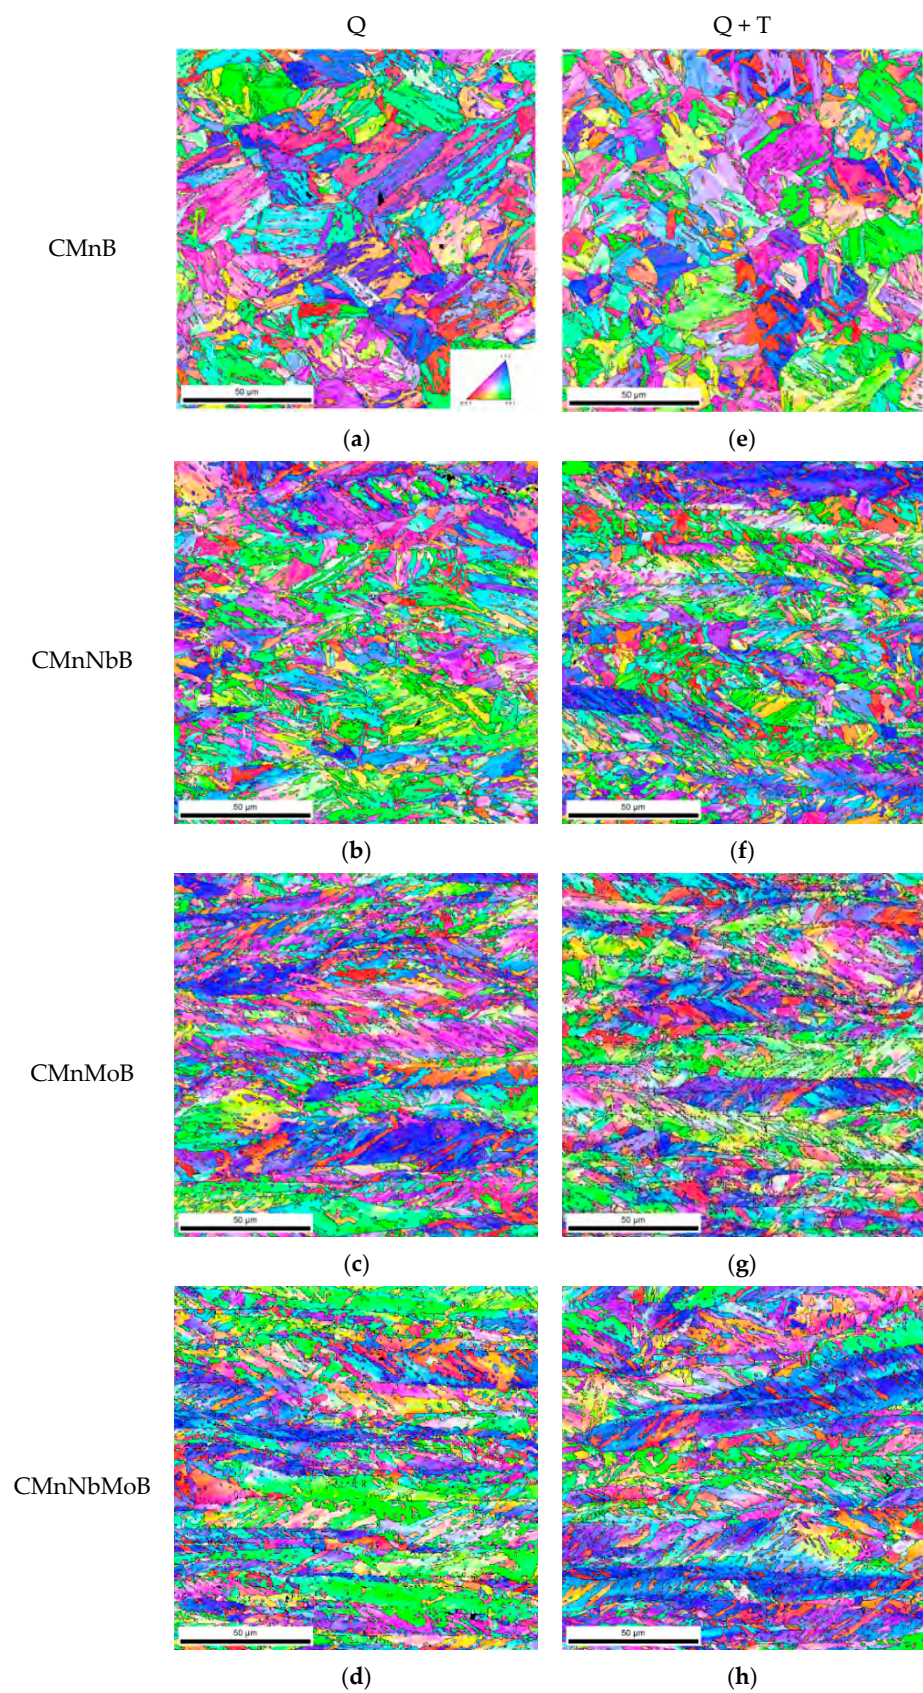 Q Q + T
CMnB
50 µm 50 µm
(a) (e)
CMnNbB
50 µm 50 µm
(b) (f)
CMnMoB
50 µm 50 µm
(c) (g)
CMnNbMoB
50 µm 50 µm
(d) (h)